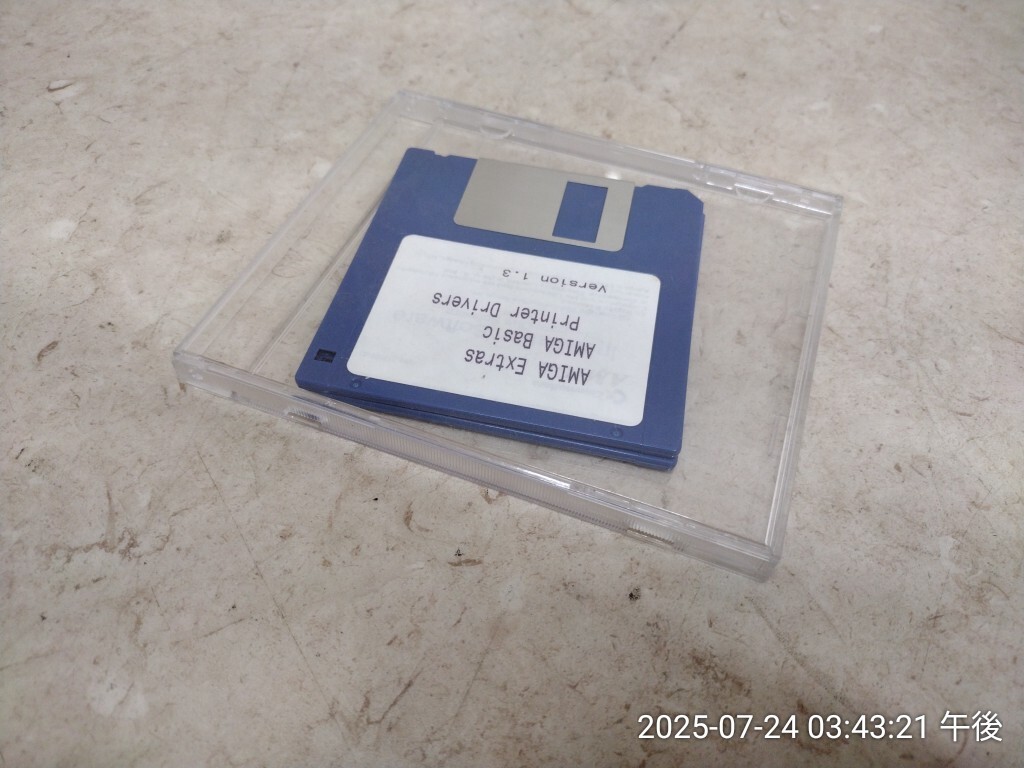 AMIGA Extras
AMIGA Basic
Printer Drivers
Version 1.3
2025-07-24 03:43:21 午後